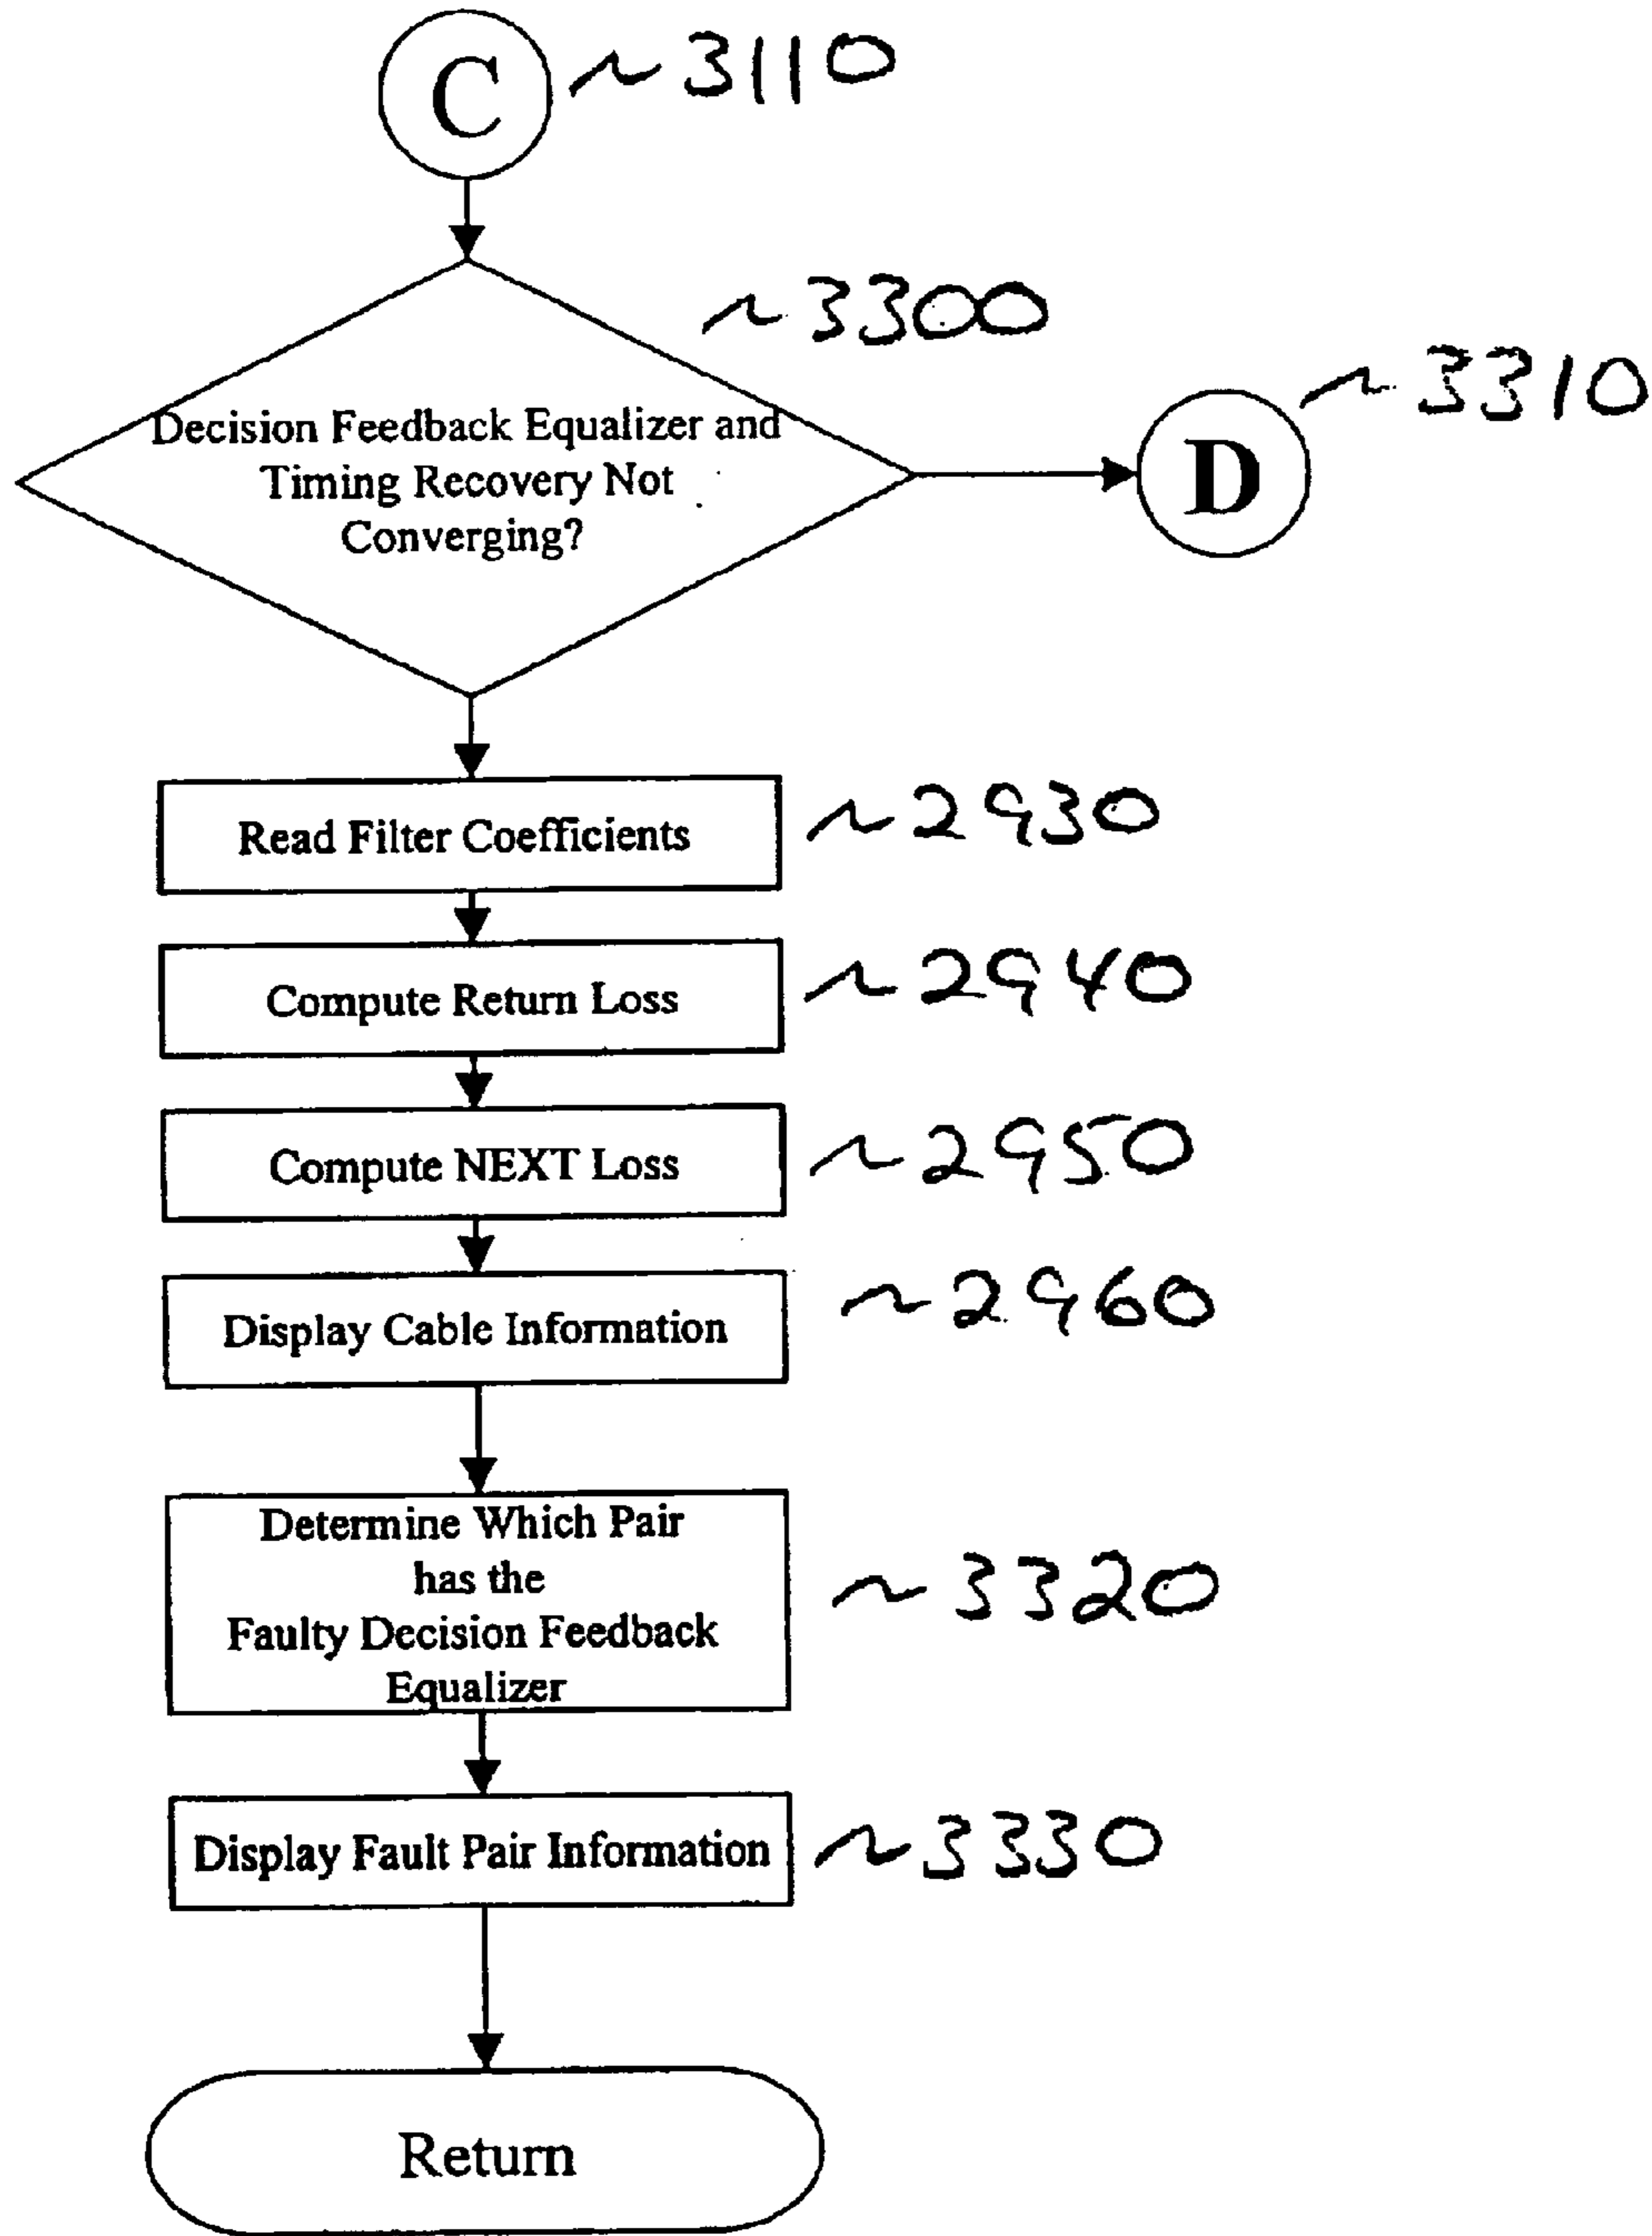 C ~3110
~3300
~3310
Decision Feedback Equalizer and
Timing Recovery Not
Converging?
D
Read Filter Coefficients ~2930
Compute Return Loss ~2940
Compute NEXT Loss ~2950
Display Cable Information ~2960
Determine Which Pair
has the
Faulty Decision Feedback
Equalizer
~3320
Display Fault Pair Information ~3330
Return